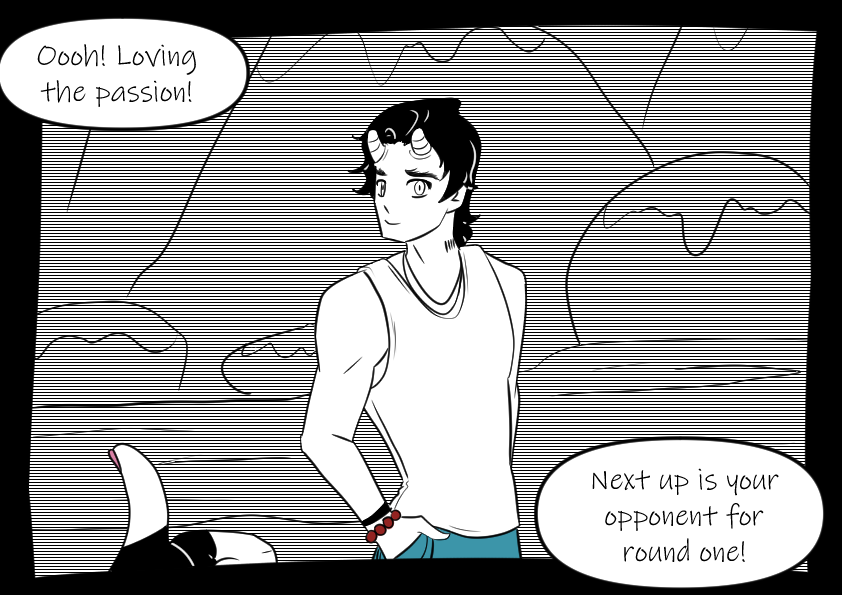 Oooh! Loving
the passion!
Next up is your
opponent for
round one!